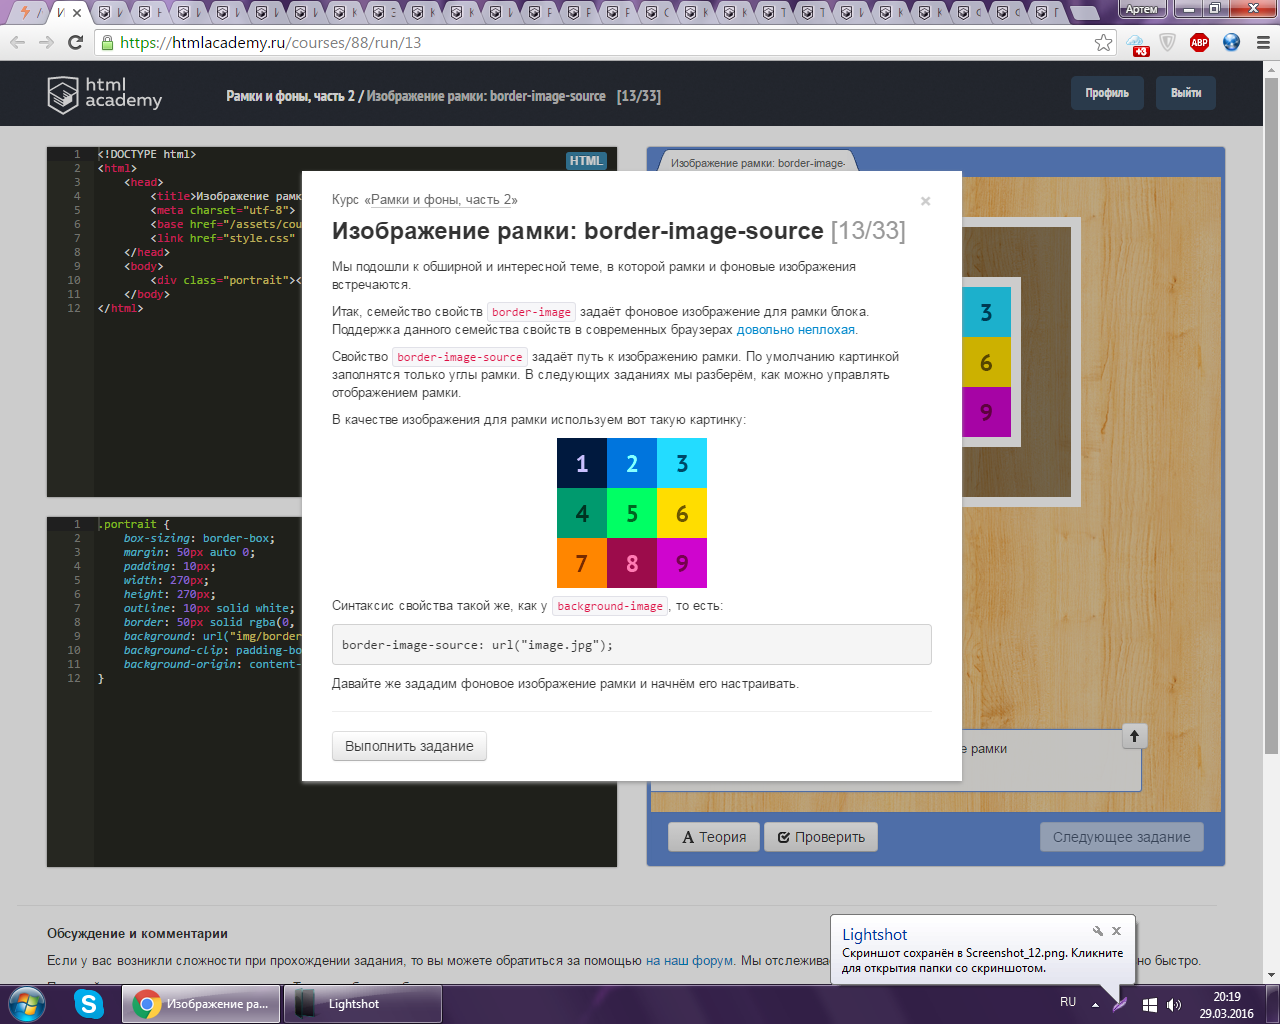 Артем
https://htmlacademy.ru/courses/88/run/13
+3
ABP
html
academy
Рамки и фоны, часть 2 / Изображение рамки: border-image-source [13/33]
Профиль
Выйти
1 <!DOCTYPE html>
2 <html>
3 <head>
4 <title>Изображение рамк
5 <meta charset="utf-8">
6 <base href="/assets/cou
7 <link href="style.css"
8 </head>
9 <body>
10 <div class="portrait"><
11 </body>
12 </html>
HTML
1 .portrait {
2 box-sizing: border-box;
3 margin: 50px auto 0;
4 padding: 10px;
5 width: 270px;
6 height: 270px;
7 outline: 10px solid white;
8 border: 50px solid rgba(0,
9 background: url("img/border
10 background-clip: padding-bo
11 background-origin: content-
12 }
Курс «Рамки и фоны, часть 2»
×
Изображение рамки: border-image-source [13/33]
Мы подошли к обширной и интересной теме, в которой рамки и фоновые изображения
встречаются.
Итак, семейство свойств border-image задаёт фоновое изображение для рамки блока.
Поддержка данного семейства свойств в современных браузерах довольно неплохая.
Свойство border-image-source задаёт путь к изображению рамки. По умолчанию картинкой
заполнятся только углы рамки. В следующих заданиях мы разберём, как можно управлять
отображением рамки.
В качестве изображения для рамки используем вот такую картинку:
1 2 3
4 5 6
7 8 9
Синтаксис свойства такой же, как у background-image, то есть:
border-image-source: url("image.jpg");
Давайте же зададим фоновое изображение рамки и начнём его настраивать.
Выполнить задание
Изображение рамки: border-image-
3
6
9
е рамки
Теория
Проверить
Следующее задание
Обсуждение и комментарии
Если у вас возникли сложности при прохождении задания, то вы можете обратиться за помощью на наш форум. Мы отслежива
но быстро.
Lightshot
Скриншот сохранён в Screenshot_12.png. Кликните
для открытия папки со скриншотом.
Изображение ра...
Lightshot
RU
20:19
29.03.2016